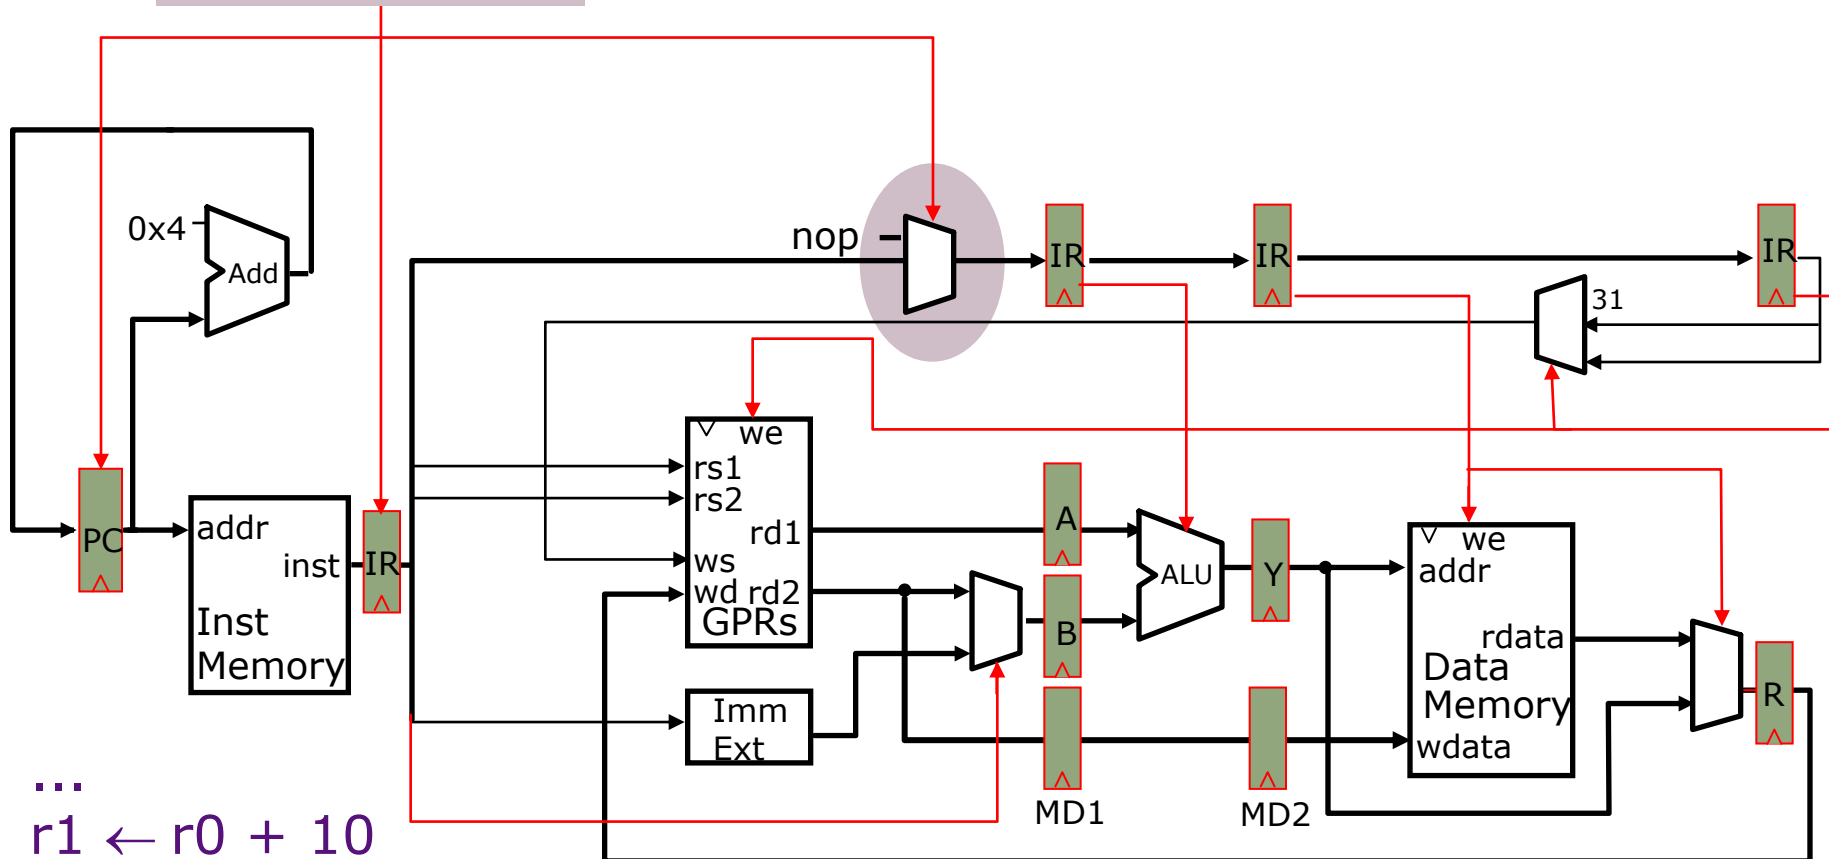 nop
IR
IR
IR
31
0x4
Add
we
rs1
rs2
rd1
ws
wd rd2
GPRs
PC
addr
inst
Inst
Memory
IR
A
B
ALU
Y
we
addr
rdata
Data
Memory
wdata
R
Imm
Ext
MD1
MD2
...
r1 ← r0 + 10